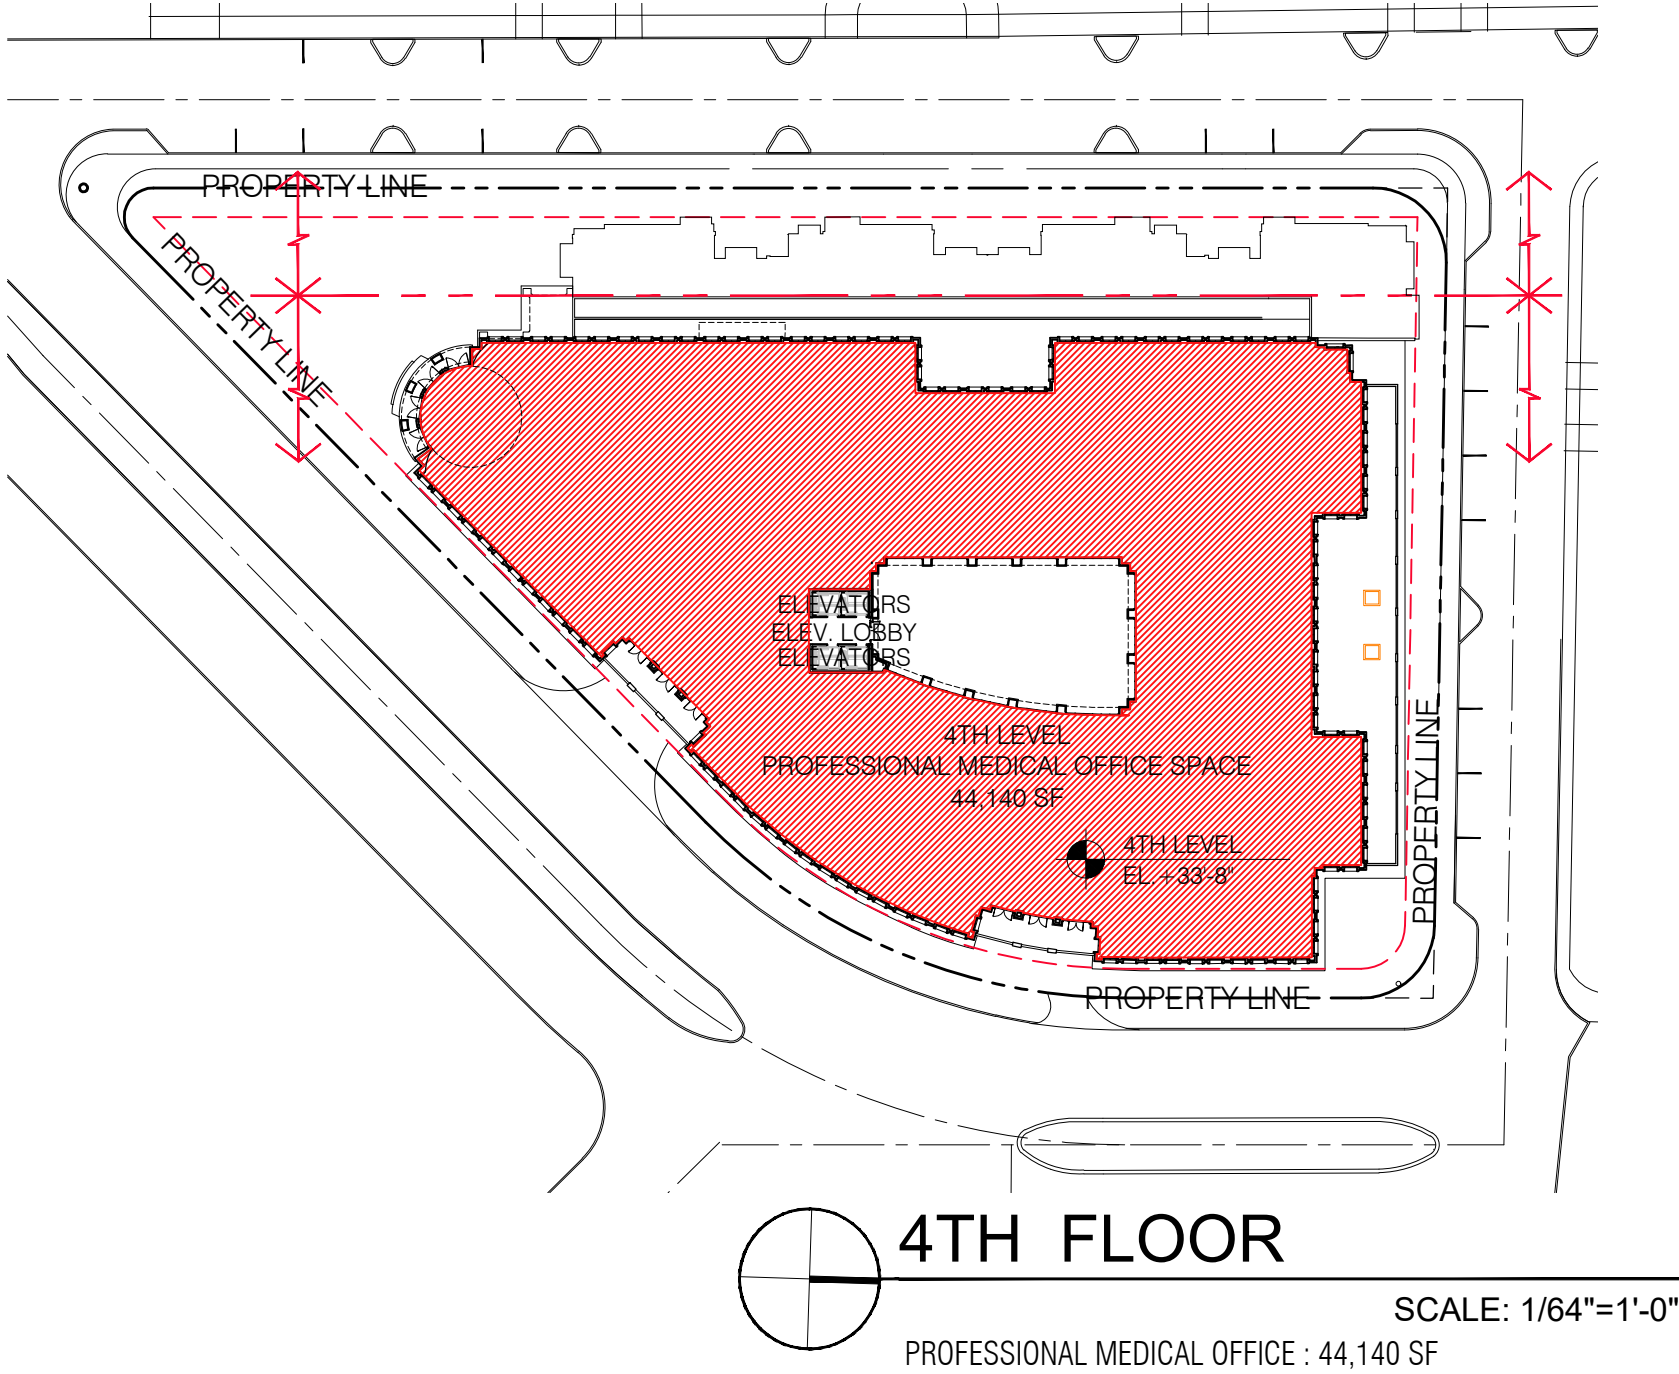 PROPERTY LINE
PROPERTY LINE
ELEVATORS
ELEV. LOBBY
ELEVATORS
4TH LEVEL
PROFESSIONAL MEDICAL OFFICE SPACE
44,140 SF
4TH LEVEL
EL. +33'-8"
PROPERTY LINE
PROPERTY LINE
4TH FLOOR
SCALE: 1/64"=1'-0"
PROFESSIONAL MEDICAL OFFICE : 44,140 SF